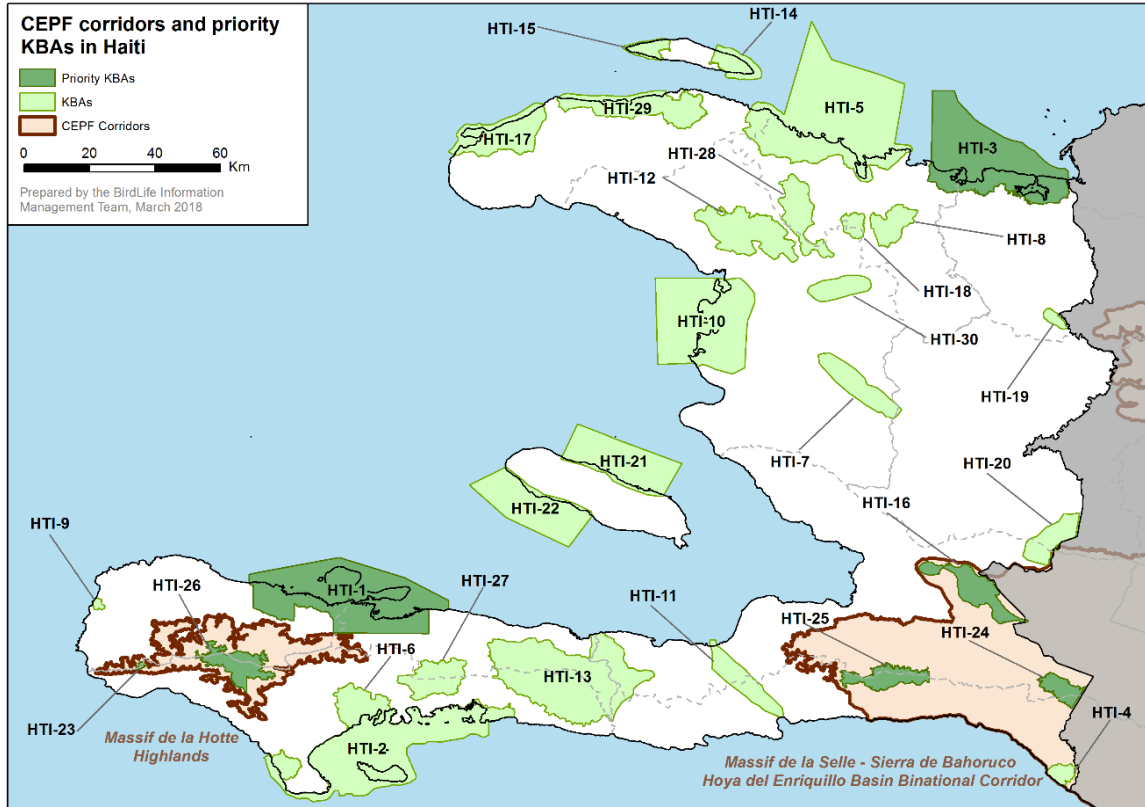 CEPF corridors and priority
KBAs in Haiti
Priority KBAs
KBAs
CEPF Corridors
0 20 40 60
Km
Prepared by the BirdLife Information
Management Team, March 2018
HTI-15
HTI-14
HTI-5
HTI-29
HTI-17
HTI-3
HTI-28
HTI-12
HTI-8
HTI-18
HTI-10
HTI-30
HTI-19
HTI-7
HTI-20
HTI-21
HTI-16
HTI-22
HTI-9
HTI-27
HTI-26
HTI-1
HTI-11
HTI-25
HTI-24
HTI-6
HTI-13
HTI-4
HTI-23
HTI-2
Massif de la Hotte
Highlands
Massif de la Selle - Sierra de Bahoruco
Hoya del Enriquillo Basin Binational Corridor